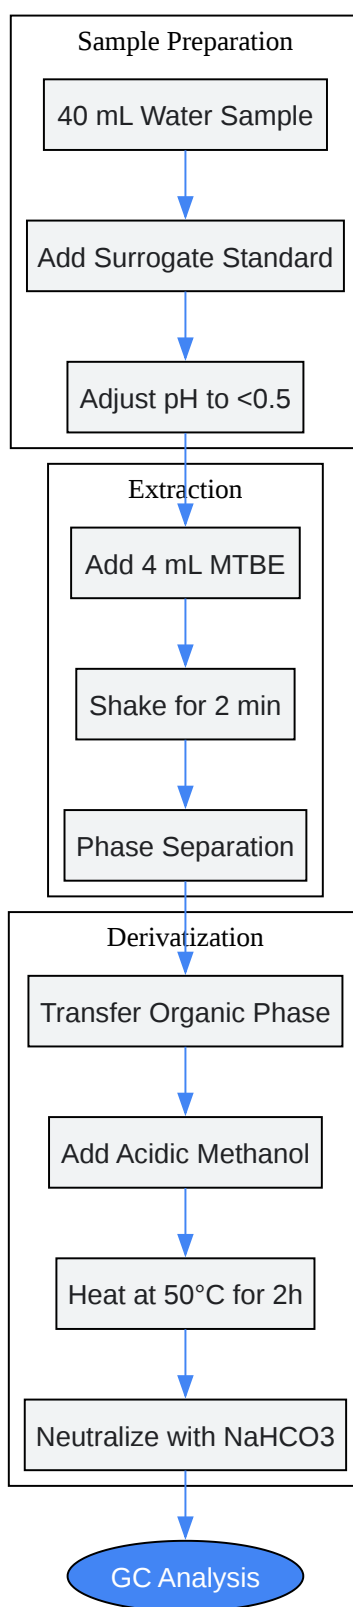 Sample Preparation
40 mL Water Sample
Add Surrogate Standard
Adjust pH to <0.5
Extraction
Add 4 mL MTBE
Shake for 2 min
Phase Separation
Derivatization
Transfer Organic Phase
Add Acidic Methanol
Heat at 50°C for 2h
Neutralize with NaHCO3
GC Analysis